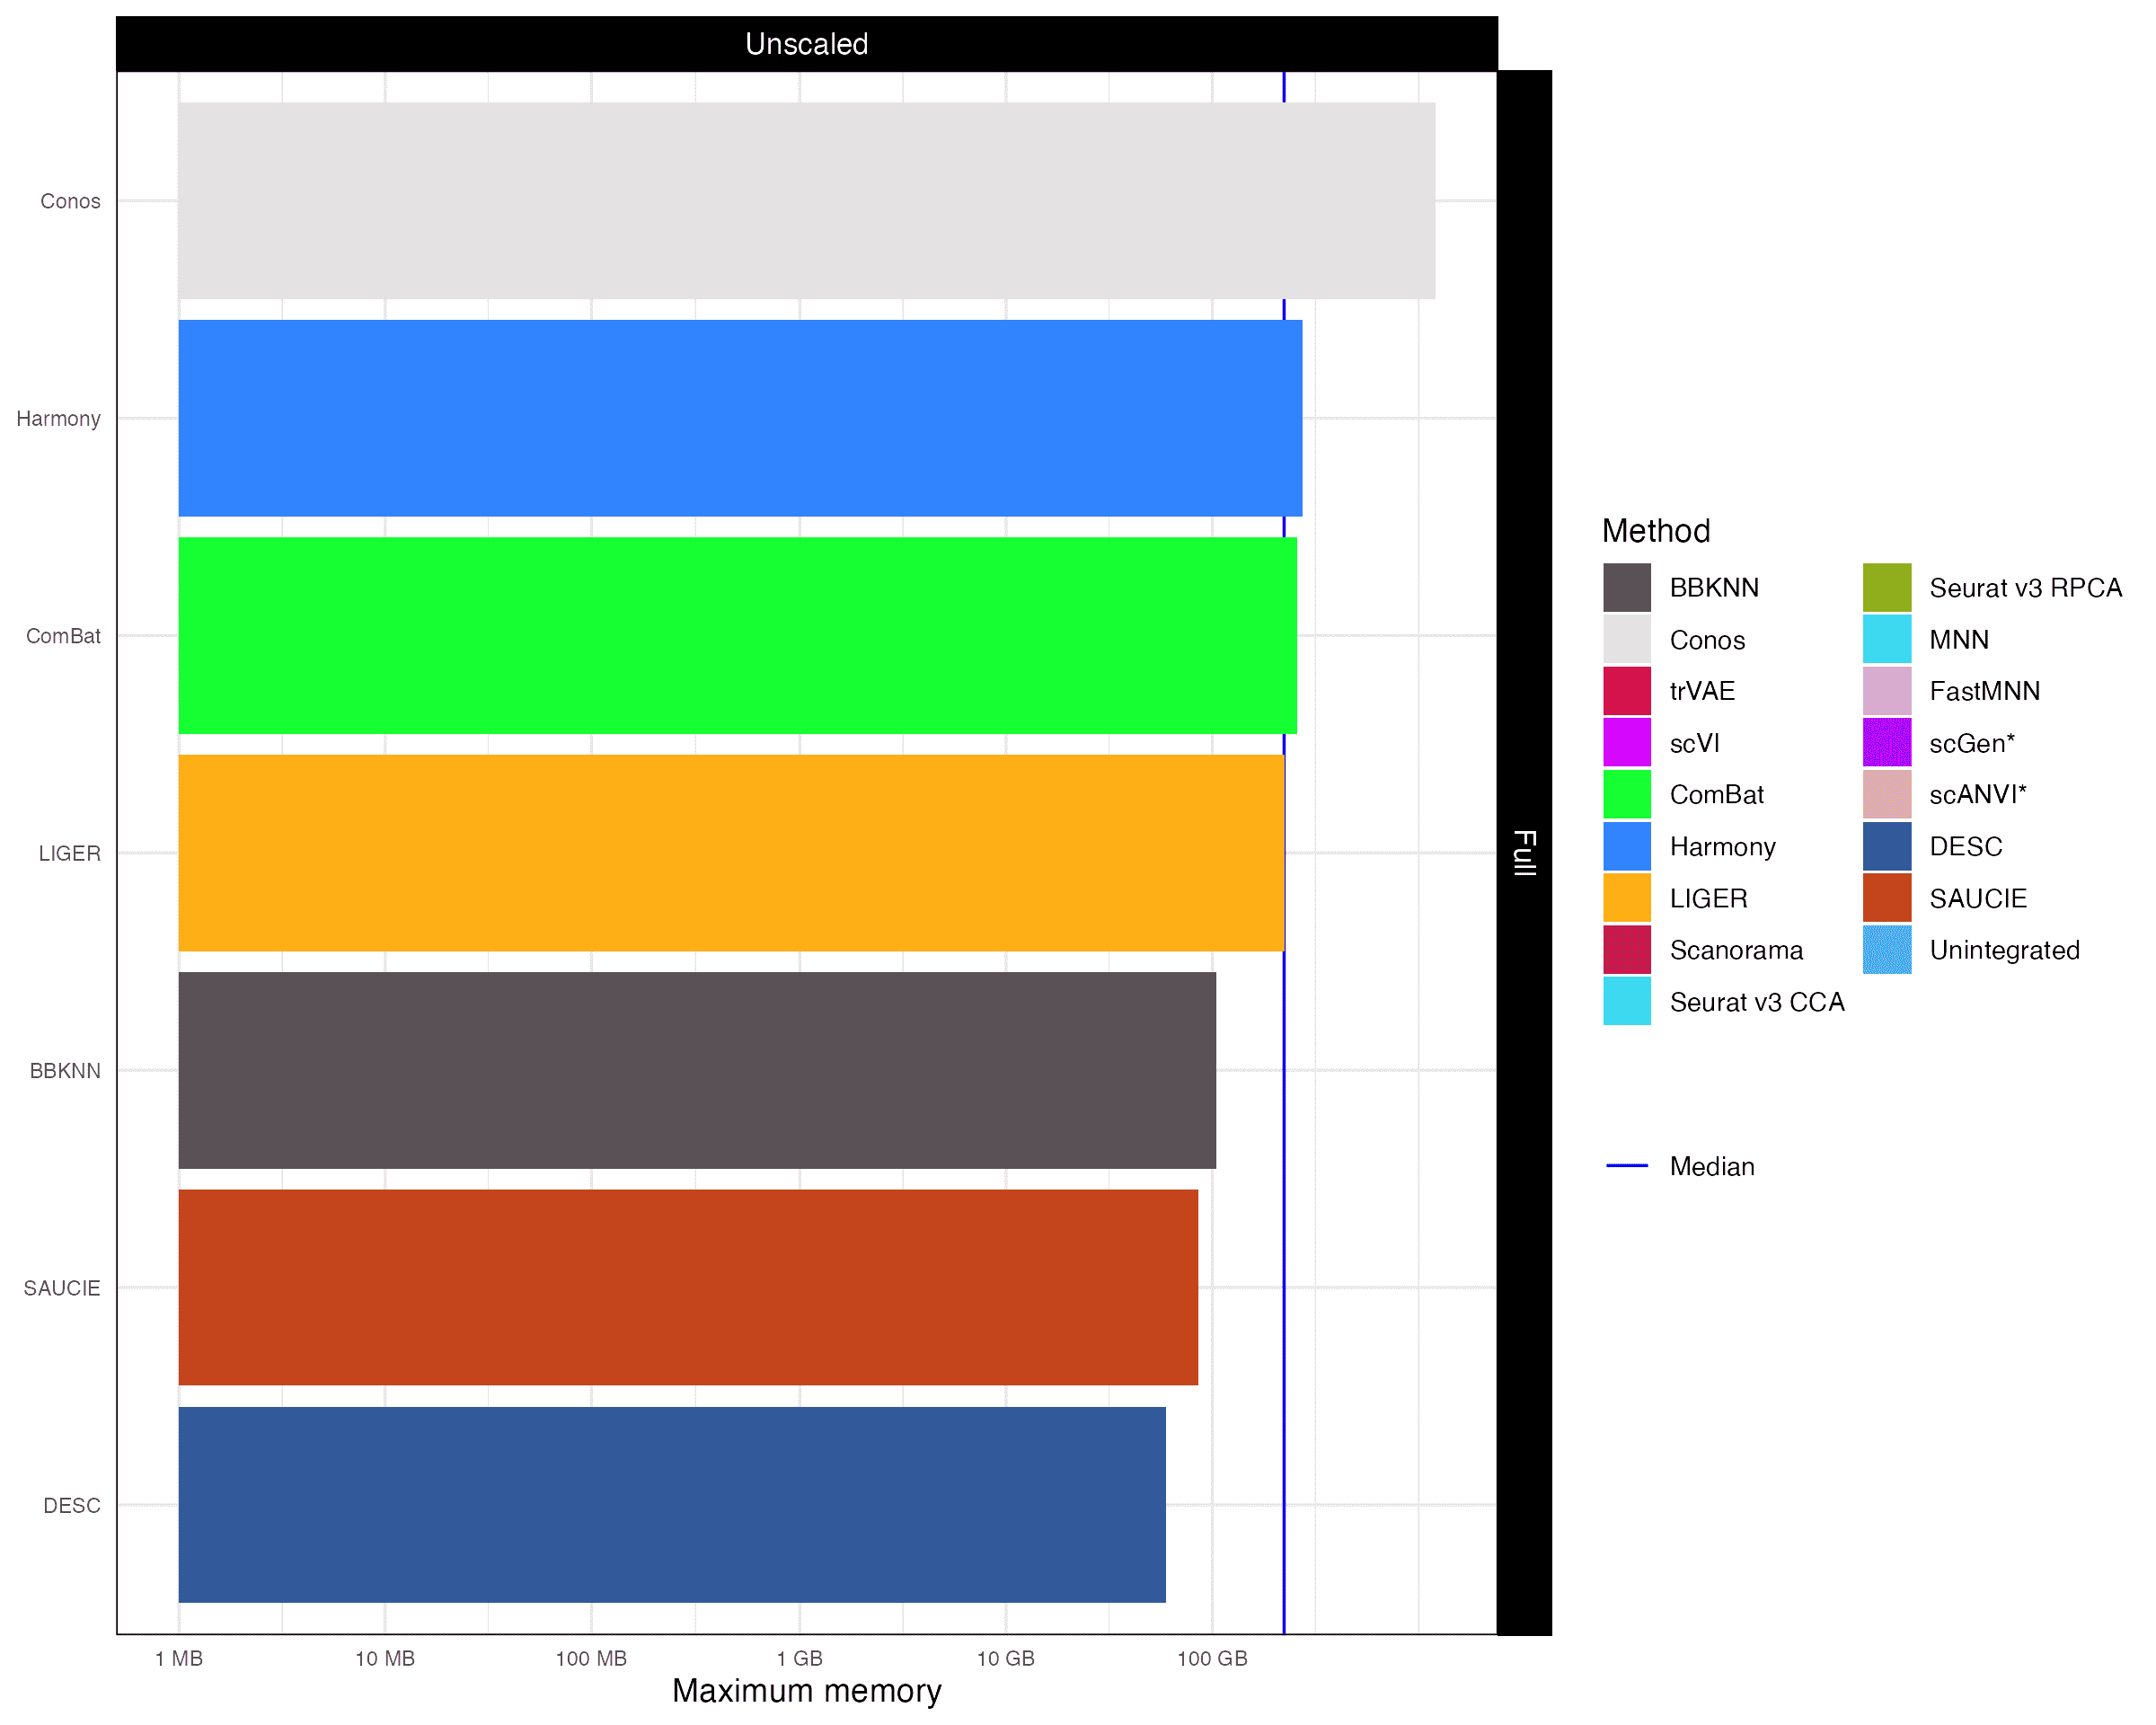 Unscaled
Conos
Harmony
ComBat
LIGER
BBKNN
SAUCIE
DESC
1 MB
10 MB
100 MB
1 GB
10 GB
100 GB
Maximum memory
Full
Method
BBKNN
Conos
trVAE
scVI
ComBat
Harmony
LIGER
Scanorama
Seurat v3 CCA
Seurat v3 RPCA
MNN
FastMNN
scGen*
scANVI*
DESC
SAUCIE
Unintegrated
Median